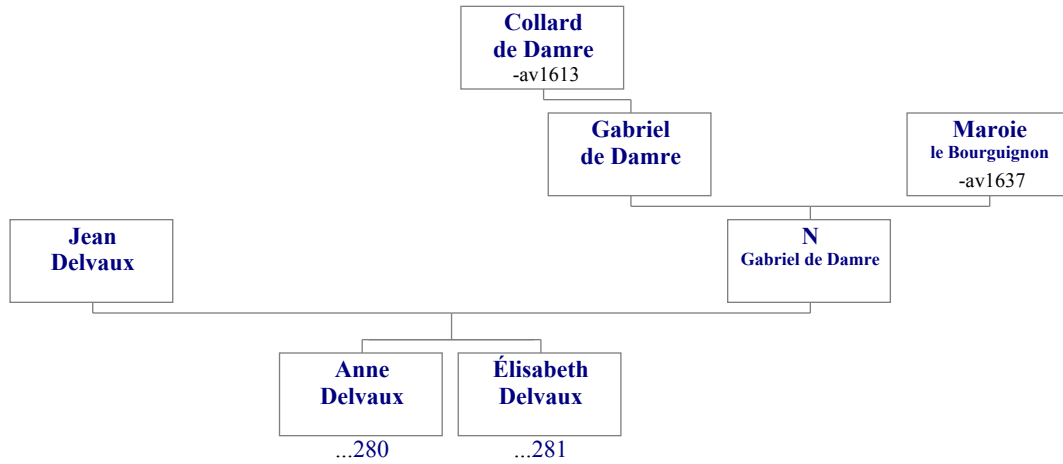 Collard
de Damre
-av1613
Gabriel
de Damre
Maroie
le Bourguignon
-av1637
Jean
Delvaux
N
Gabriel de Damre
Anne
Delvaux
Élisabeth
Delvaux
...280
...281